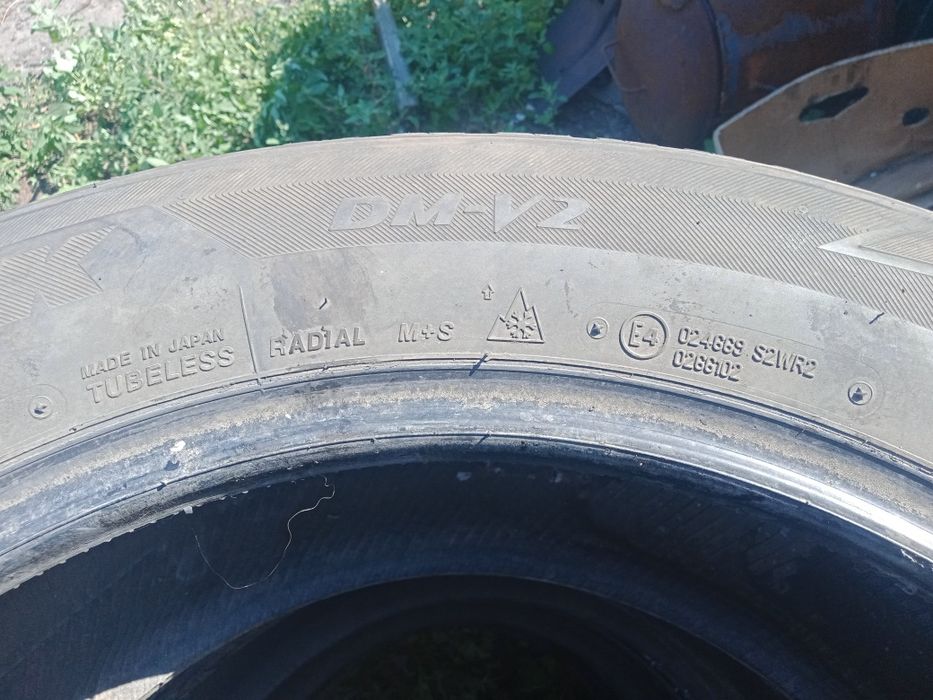 DM-V2
MADE IN JAPAN
TUBELESS
RADIAL M+S
E4
024669 S2WR2
0266102